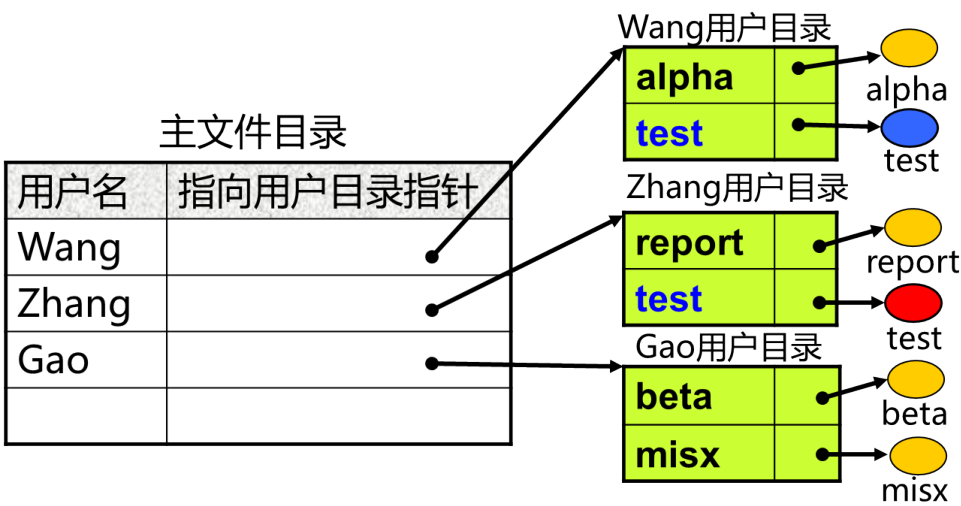 主文件目录
用户名 指向用户目录指针
Wang
Zhang
Gao
Wang用户目录
alpha
test
alpha
test
Zhang用户目录
report
test
report
test
Gao用户目录
beta
misx
beta
misx